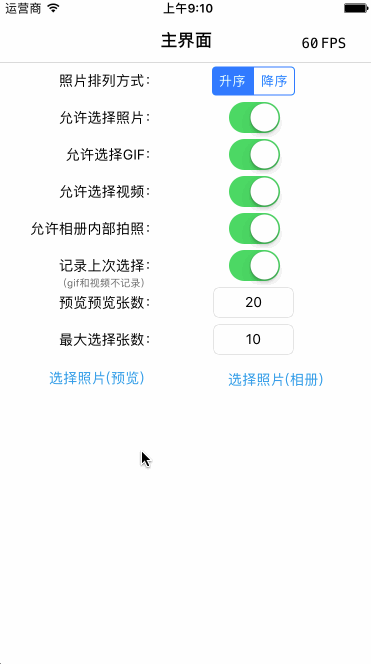 运营商 上午9:10
主界面 60 FPS
照片排列方式： 升序 降序
允许选择照片：
允许选择GIF：
允许选择视频：
允许相册内部拍照：
记录上次选择：
(gif和视频不记录)
预览预览张数： 20
最大选择张数： 10
选择照片(预览) 选择照片(相册)